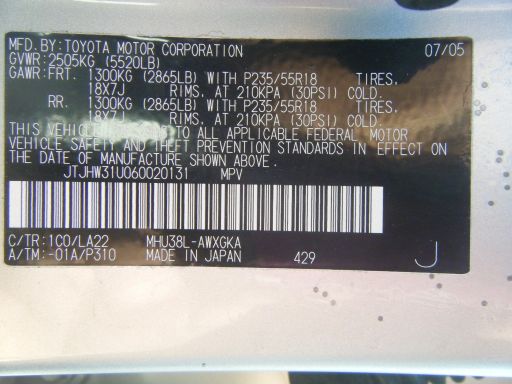 MFD.BY:TOYOTA MOTOR CORPORATION 07/05
GVWR: 2505KG (5520LB)
GAWR:FRT. 1300KG (2865LB) WITH P235/55R18 TIRES,
18X7J RIMS, AT 210KPA (30PSI) COLD.
RR. 1300KG (2865LB) WITH P235/55R18 TIRES,
18X7J RIMS, AT 210KPA (30PSI) COLD.
THIS VEHICLE CONFORMS TO ALL APPLICABLE FEDERAL MOTOR
VEHICLE SAFETY AND THEFT PREVENTION STANDARDS IN EFFECT ON
THE DATE OF MANUFACTURE SHOWN ABOVE.
JTJHW31U060020131 MPV
C/TR:1C0/LA22 MHU38L-AWXGKA
A/TM:-01A/P310 MADE IN JAPAN 429 J